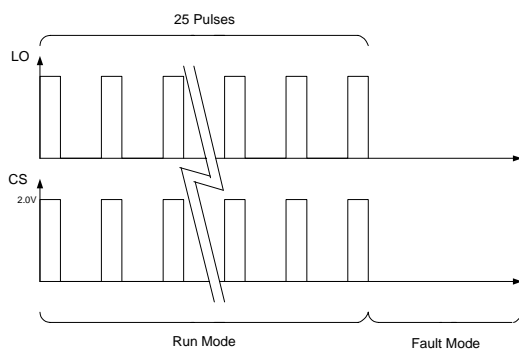 25 Pulses
LO
CS
2.0V
Run Mode
Fault Mode